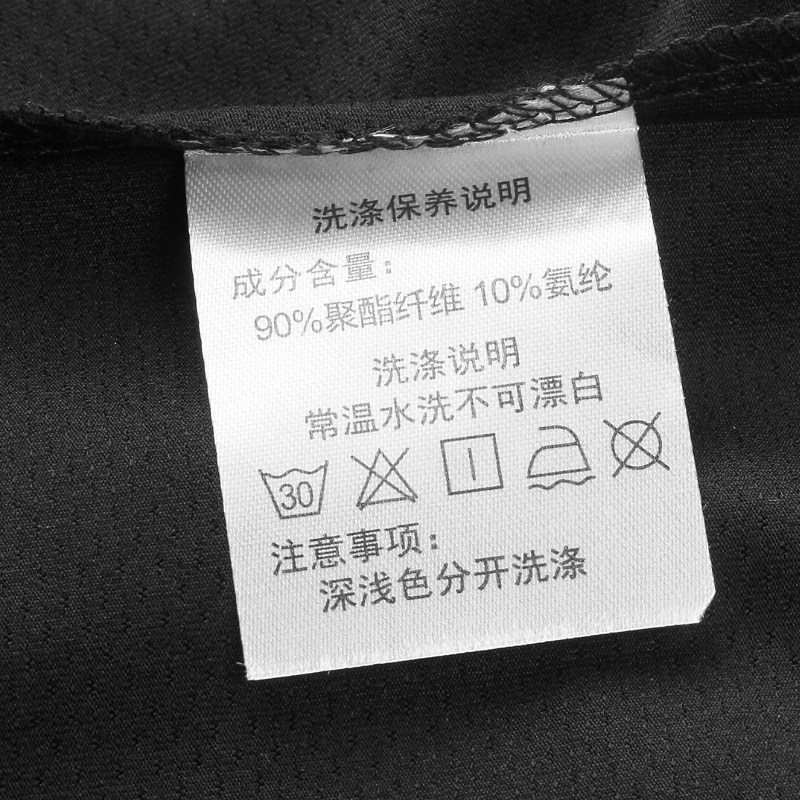 洗涤保养说明
成分含量：
90%聚酯纤维 10%氨纶
洗涤说明
常温水洗不可漂白
30
注意事项：
深浅色分开洗涤